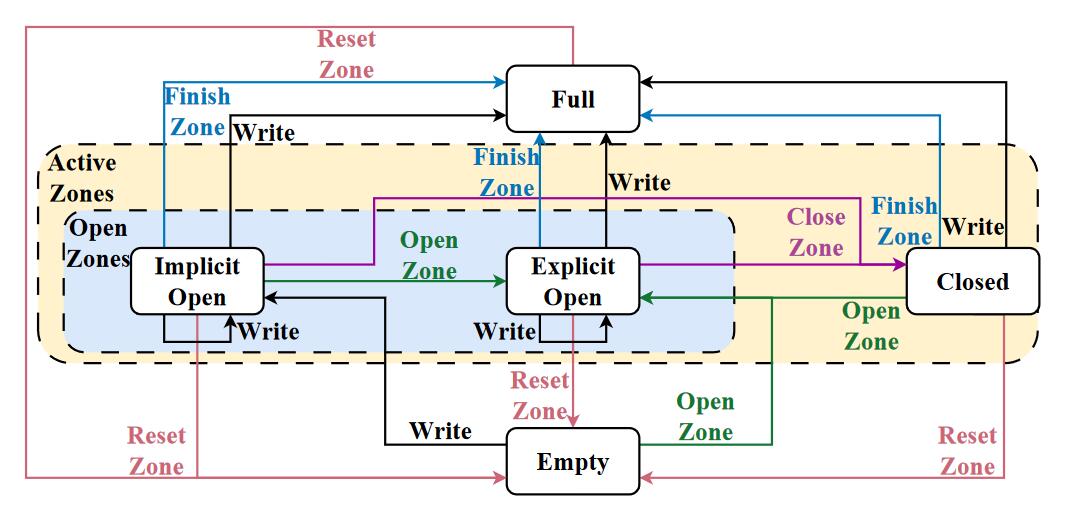 Reset
Zone
Full
Finish
Zone
Write
Active
Zones
Finish
Zone
Write
Open
Zones
Close
Zone
Finish
Zone
Write
Open
Zone
Implicit
Open
Explicit
Open
Closed
Write
Write
Open
Zone
Reset
Zone
Open
Zone
Write
Reset
Zone
Empty
Reset
Zone